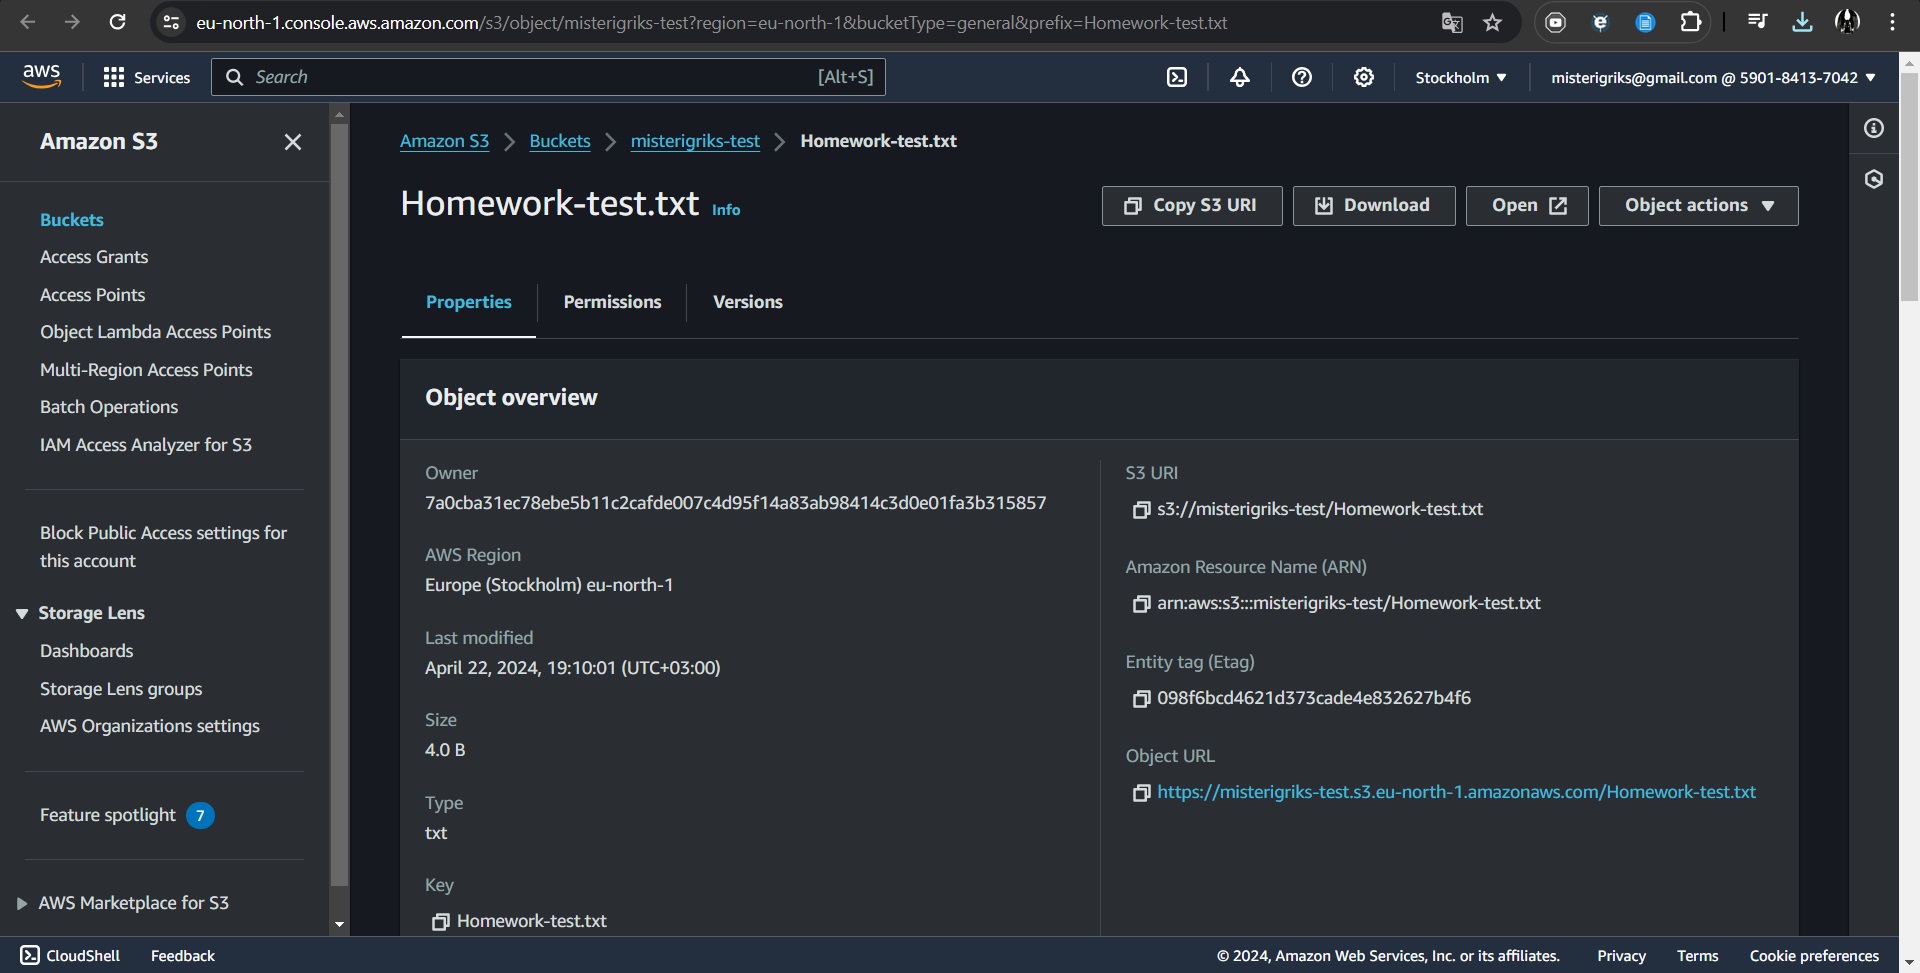 eu-north-1.console.aws.amazon.com/s3/object/misterigriks-test?region=eu-north-1&bucketType=general&prefix=Homework-test.txt
aws
Services
Search
[Alt+S]
Stockholm
misterigriks@gmail.com @ 5901-8413-7042
Amazon S3
Buckets
Access Grants
Access Points
Object Lambda Access Points
Multi-Region Access Points
Batch Operations
IAM Access Analyzer for S3
Block Public Access settings for
this account
Storage Lens
Dashboards
Storage Lens groups
AWS Organizations settings
Feature spotlight 7
AWS Marketplace for S3
Amazon S3 > Buckets > misterigriks-test > Homework-test.txt
Homework-test.txt Info
Copy S3 URI
Download
Open
Object actions
Properties
Permissions
Versions
Object overview
Owner
7a0cba31ec78ebe5b11c2cafde007c4d95f14a83ab98414c3d0e01fa3b315857
AWS Region
Europe (Stockholm) eu-north-1
Last modified
April 22, 2024, 19:10:01 (UTC+03:00)
Size
4.0 B
Type
txt
Key
Homework-test.txt
S3 URI
s3://misterigriks-test/Homework-test.txt
Amazon Resource Name (ARN)
arn:aws:s3:::misterigriks-test/Homework-test.txt
Entity tag (Etag)
098f6bcd4621d373cade4e832627b4f6
Object URL
https://misterigriks-test.s3.eu-north-1.amazonaws.com/Homework-test.txt
CloudShell
Feedback
© 2024, Amazon Web Services, Inc. or its affiliates.
Privacy
Terms
Cookie preferences